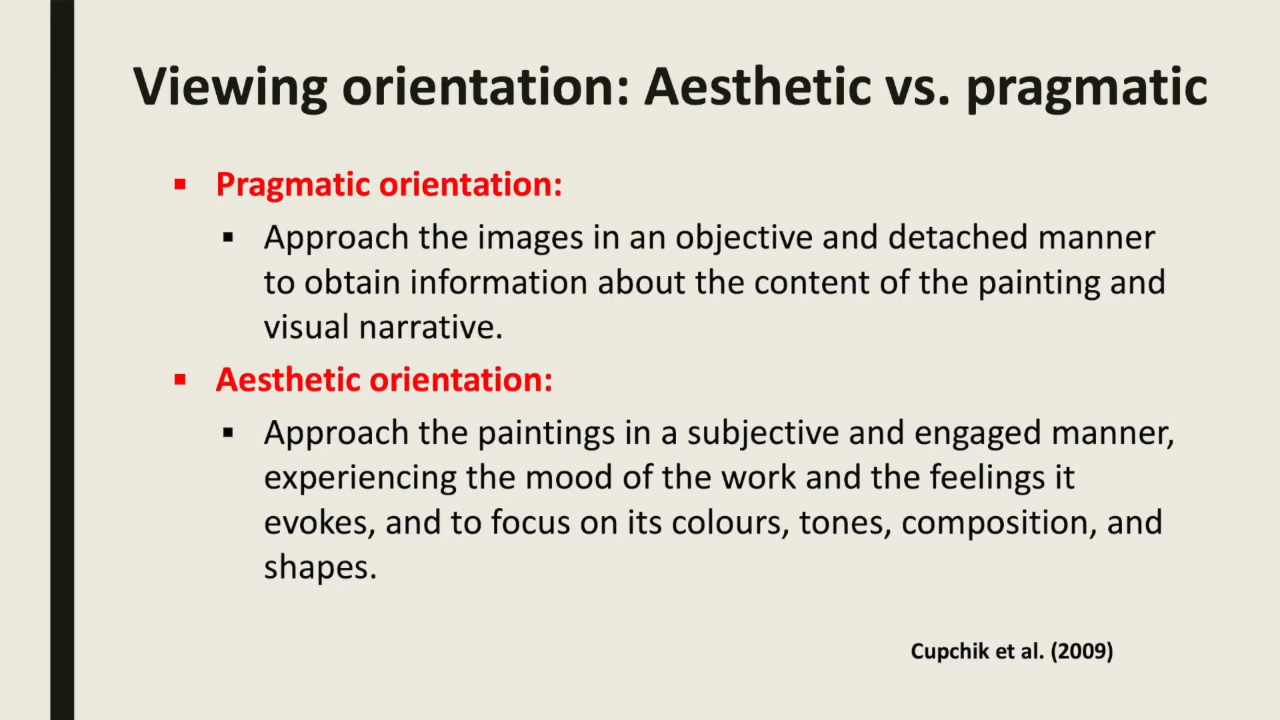 Viewing orientation: Aesthetic vs. pragmatic
▪ Pragmatic orientation:
▪ Approach the images in an objective and detached manner
to obtain information about the content of the painting and
visual narrative.
▪ Aesthetic orientation:
▪ Approach the paintings in a subjective and engaged manner,
experiencing the mood of the work and the feelings it
evokes, and to focus on its colours, tones, composition, and
shapes.
Cupchik et al. (2009)